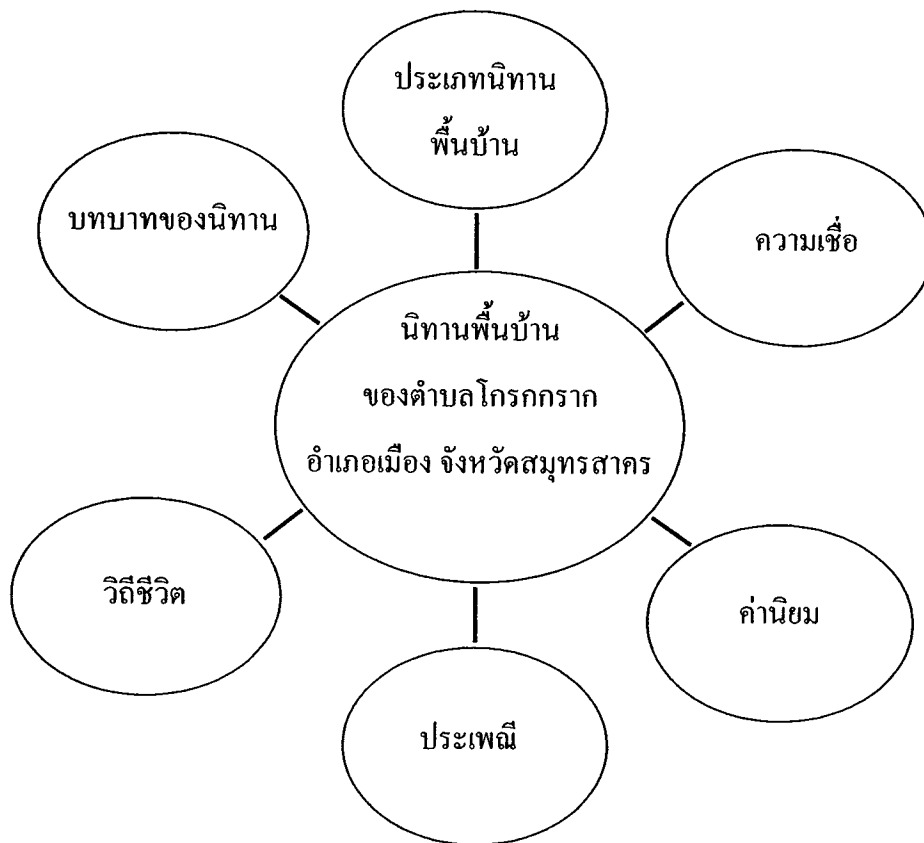 ประเภทนิทาน
พื้นบ้าน
บทบาทของนิทาน
ความเชื่อ
นิทานพื้นบ้าน
ของตำบลโกรกกราก
อำเภอเมือง จังหวัดสมุทรสาคร
วิถีชีวิต
ค่านิยม
ประเพณี